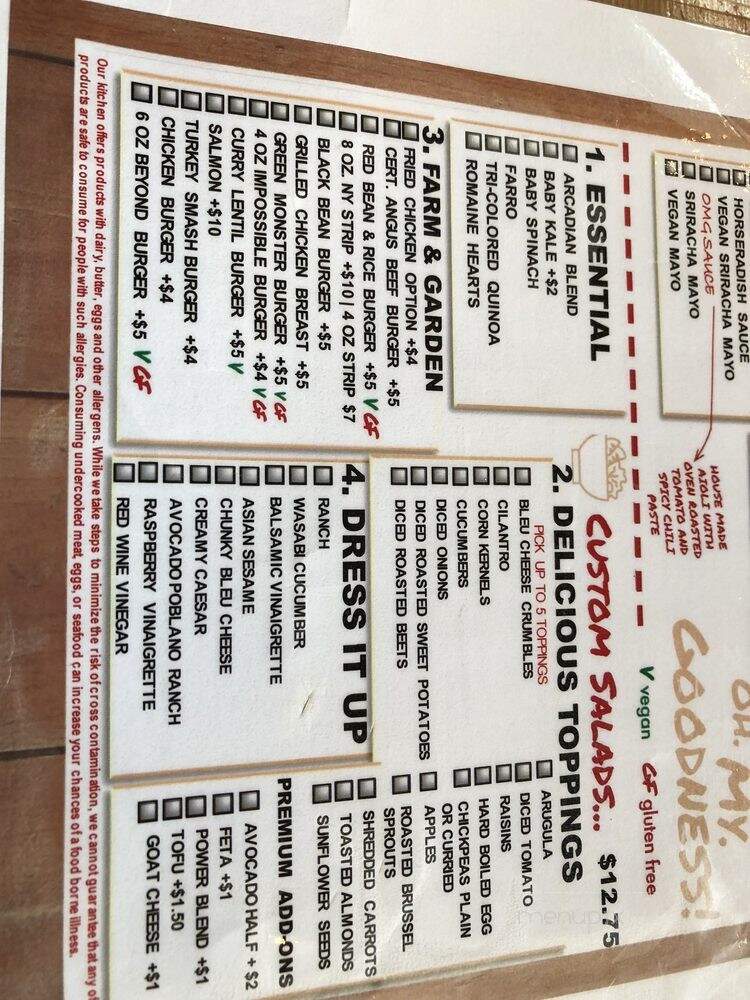 HORSERADISH SAUCE
VEGAN SRIRACHA MAYO
OMG SAUCE
SRIRACHA MAYO
VEGAN MAYO
HOUSE MADE
AIOLI WITH
OVEN ROASTED
TOMATO AND
SPICY CHILI
PASTE
OH. MY.
GOODNESS!
V vegan GF gluten free
CUSTOM SALADS... $12.75
1. ESSENTIAL
ARCADIAN BLEND
BABY KALE +$2
BABY SPINACH
FARRO
TRI-COLORED QUINOA
ROMAINE HEARTS
2. DELICIOUS TOPPINGS
PICK UP TO 5 TOPPINGS
BLEU CHEESE CRUMBLES
CILANTRO
CORN KERNELS
CUCUMBERS
DICED ONIONS
DICED ROASTED SWEET POTATOES
DICED ROASTED BEETS
ARUGULA
DICED TOMATO
RAISINS
HARD BOILED EGG
CHICKPEAS PLAIN
OR CURRIED
APPLES
ROASTED BRUSSEL
SPROUTS
SHREDDED CARROTS
TOASTED ALMONDS
SUNFLOWER SEEDS
3. FARM & GARDEN
FRIED CHICKEN OPTION +$4
CERT. ANGUS BEEF BURGER +$5
RED BEAN & RICE BURGER +$5 V GF
8 OZ. NY STRIP +$10| 4 OZ STRIP $7
BLACK BEAN BURGER +$5
GRILLED CHICKEN BREAST +$5
GREEN MONSTER BURGER +$5 V GF
4 OZ IMPOSSIBLE BURGER +$4 V GF
CURRY LENTIL BURGER +$5 V
SALMON +$10
TURKEY SMASH BURGER +$4
CHICKEN BURGER +$4
6 OZ BEYOND BURGER +$5 V GF
4. DRESS IT UP
RANCH
WASABI CUCUMBER
BALSAMIC VINAIGRETTE
ASIAN SESAME
CHUNKY BLEU CHEESE
CREAMY CAESAR
AVOCADO POBLANO RANCH
RASPBERRY VINAIGRETTE
RED WINE VINEGAR
PREMIUM ADD-ONS
AVOCADO HALF + $2
FETA +$1
POWER BLEND +$1
TOFU +$1.50
GOAT CHEESE +$1
Our kitchen offers products with dairy, butter, eggs and other allergens. While we take steps to minimize the risk of cross contamination, we cannot guarantee that any of
products are safe to consume for people with such allergies. Consuming undercooked meat, eggs, or seafood can increase your chances of a food borne illness.